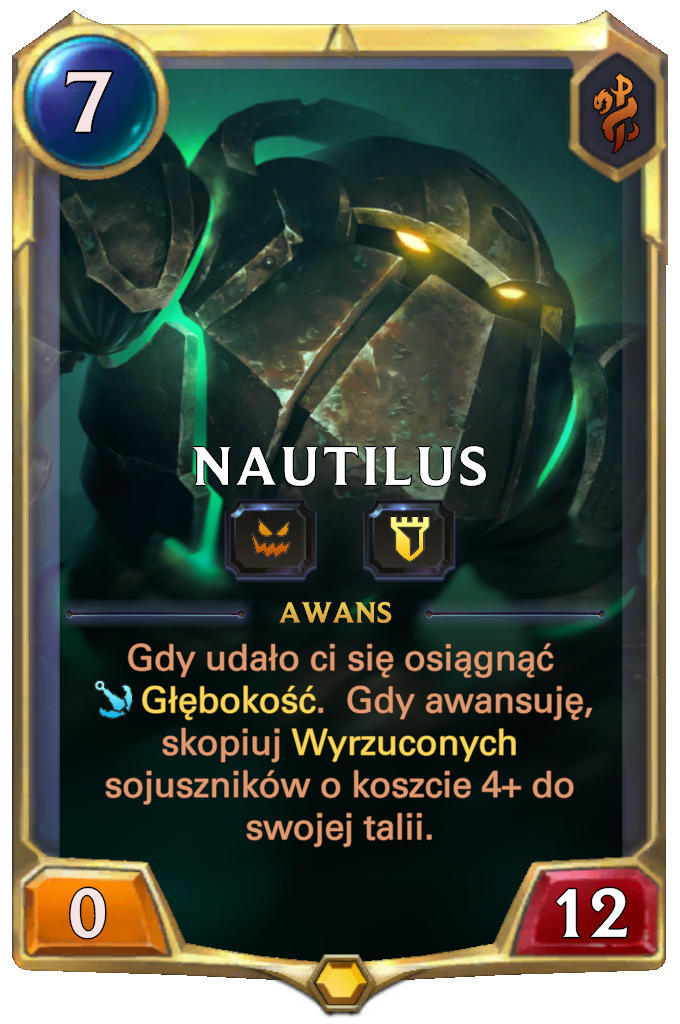 7
NAUTILUS
AWANS
Gdy udało ci się osiągnąć
Głębokość. Gdy awansuję,
skopiuj Wyrzuconych
sojuszników o koszcie 4+ do
swojej talii.
0
12